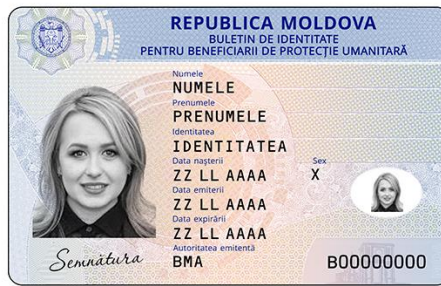 REPUBLICA MOLDOVA
BULETIN DE IDENTITATE
PENTRU BENEFICIARII DE PROTECȚIE UMANITARĂ
Numele
NUMELE
Prenumele
PRENUMELE
Identitatea
IDENTITATEA
Data nașterii Sex
ZZ LL AAAA X
Data emiterii
ZZ LL AAAA
Data expirării
ZZ LL AAAA
Autoritatea emitentă
BMA B00000000
Semnătura